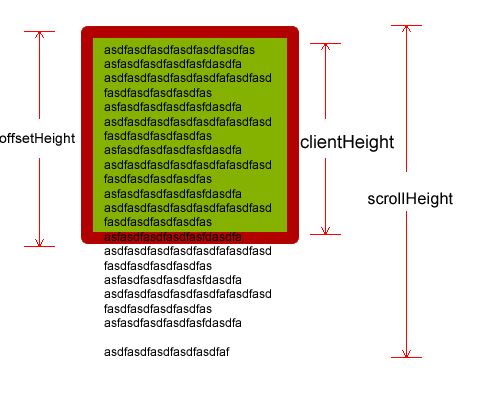 asdfasdfasdfasdfasdfasdfas
asfasdfasdfasdfasfdasdfa
asdfasdfasdfasdfasdfafasdfasd
fasdfasdfasdfasdfas
asfasdfasdfasdfasfdasdfa
asdfasdfasdfasdfasdfafasdfasd
fasdfasdfasdfasdfas
asfasdfasdfasdfasfdasdfa
asdfasdfasdfasdfasdfafasdfasd
fasdfasdfasdfasdfas
asfasdfasdfasdfasfdasdfa
asdfasdfasdfasdfasdfafasdfasd
fasdfasdfasdfasdfas
asfasdfasdfasdfasfdasdfa
asdfasdfasdfasdfasdfafasdfasd
fasdfasdfasdfasdfas
asfasdfasdfasdfasfdasdfa
asdfasdfasdfasdfasdfafasdfasd
fasdfasdfasdfasdfas
asfasdfasdfasdfasfdasdfa
asdfasdfasdfasdfasdfaf
offsetHeight
clientHeight
scrollHeight